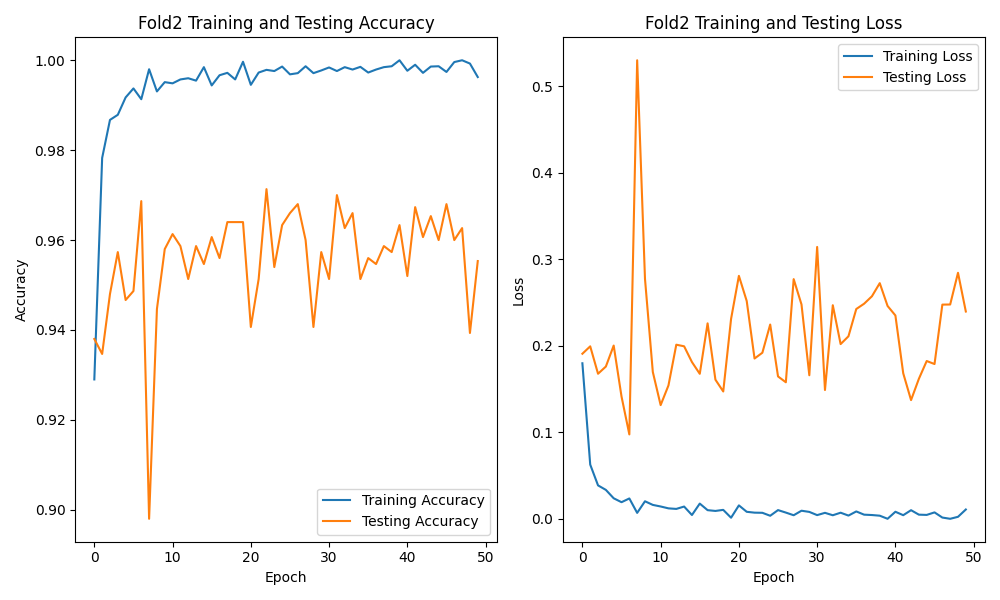 Fold2 Training and Testing Accuracy
Accuracy
1.00
0.98
0.96
0.94
0.92
0.90
Training Accuracy
Testing Accuracy
0 10 20 30 40 50
Epoch
Fold2 Training and Testing Loss
Loss
Training Loss
Testing Loss
0.5
0.4
0.3
0.2
0.1
0.0
0 10 20 30 40 50
Epoch